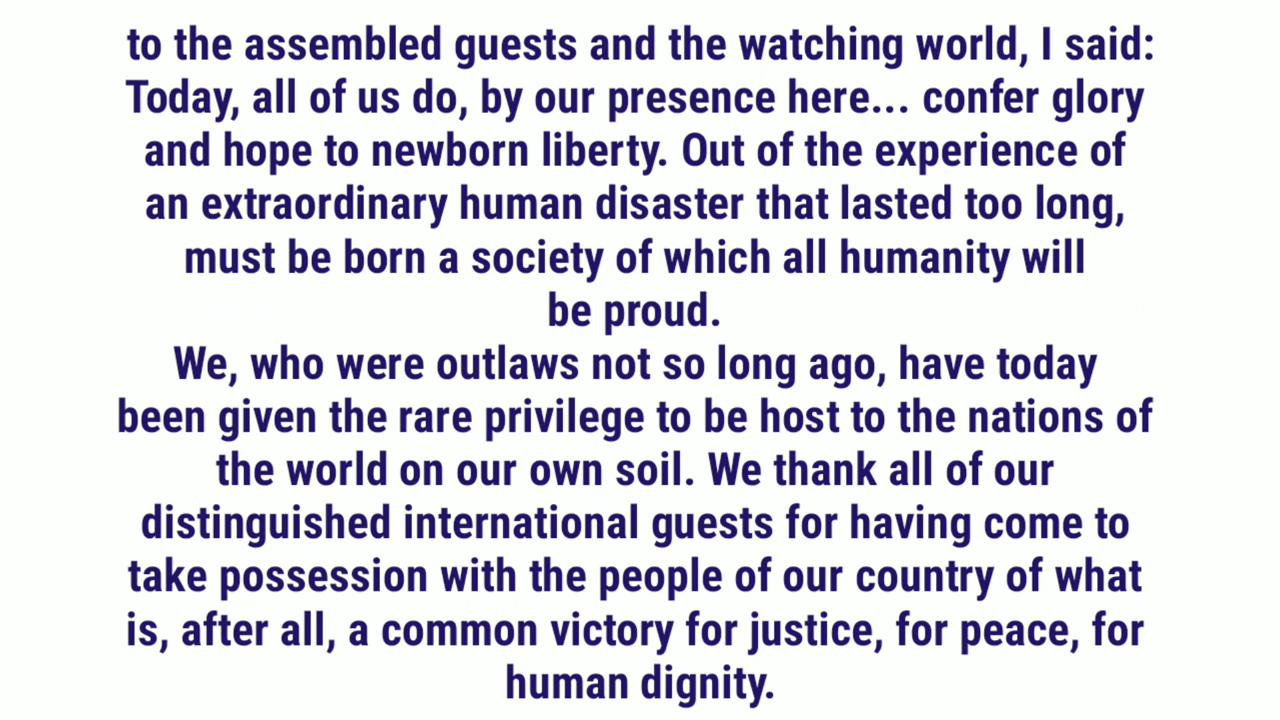 to the assembled guests and the watching world, I said:
Today, all of us do, by our presence here... confer glory
and hope to newborn liberty. Out of the experience of
an extraordinary human disaster that lasted too long,
must be born a society of which all humanity will
be proud.
We, who were outlaws not so long ago, have today
been given the rare privilege to be host to the nations of
the world on our own soil. We thank all of our
distinguished international guests for having come to
take possession with the people of our country of what
is, after all, a common victory for justice, for peace, for
human dignity.